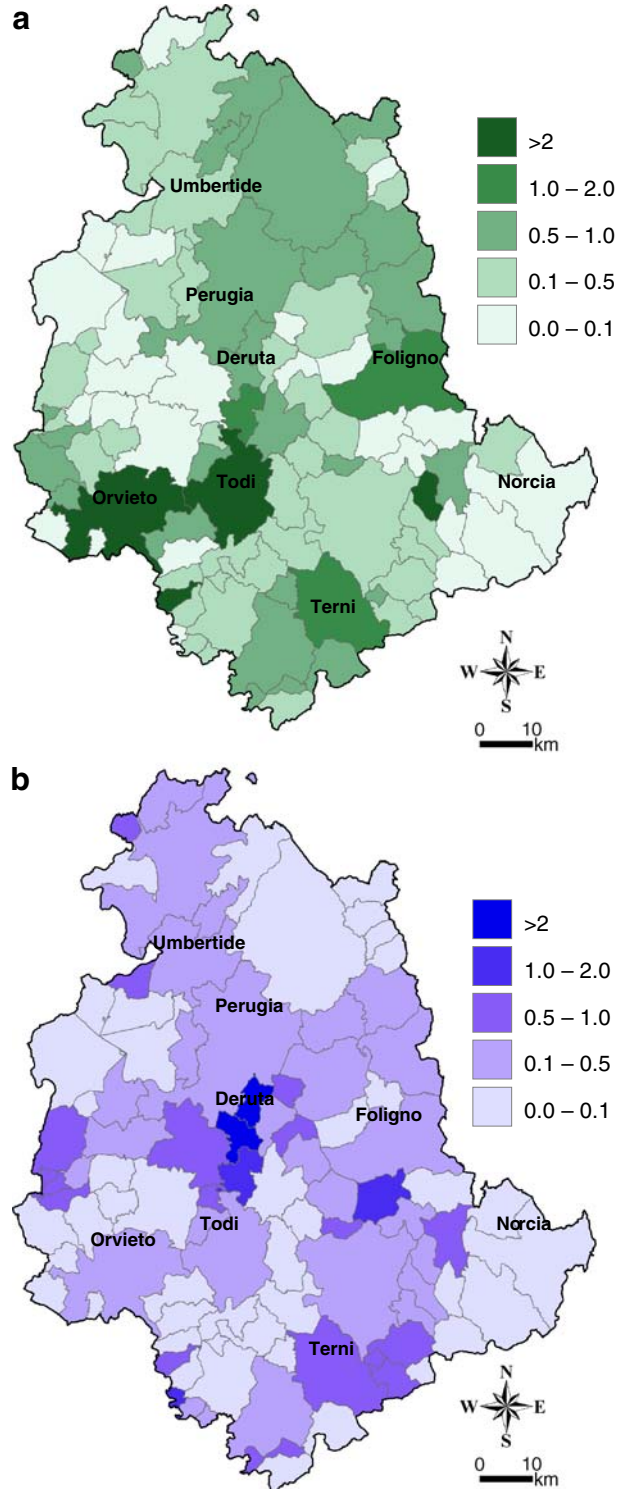 a
>2
1.0 – 2.0
0.5 – 1.0
0.1 – 0.5
0.0 – 0.1
Umbertide
Perugia
Deruta
Foligno
Todi
Orvieto
Norcia
Terni
N
W E
S
0 10
km
b
>2
1.0 – 2.0
0.5 – 1.0
0.1 – 0.5
0.0 – 0.1
Umbertide
Perugia
Deruta
Foligno
Todi
Orvieto
Norcia
Terni
N
W E
S
0 10
km